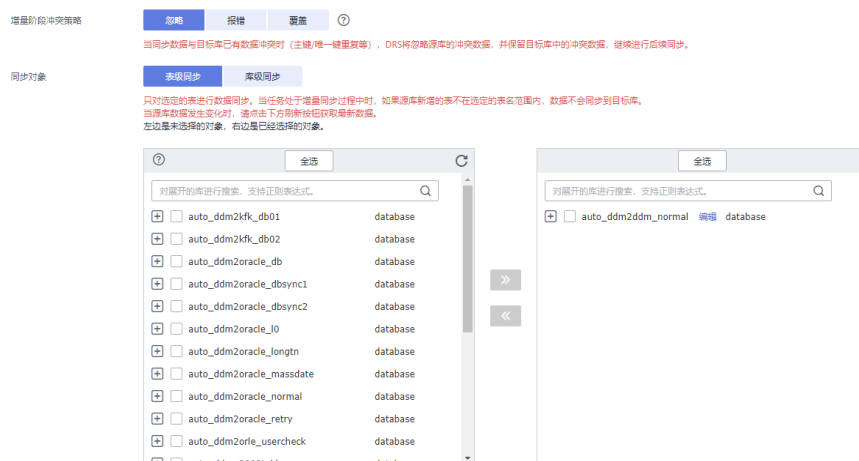 增量阶段冲突策略 忽略 报错 覆盖
当同步数据与目标库已有数据冲突时（主键/唯一键重复等），DRS将忽略源库的冲突数据，并保留目标库中的冲突数据，继续进行后续同步。
同步对象 表级同步 库级同步
只对选定的表进行数据同步。当任务处于增量同步过程中时，如果源库新增的表不在选定的表名范围内，数据不会同步到目标库。
当源库数据发生变化时，请点击下方刷新按钮获取最新数据。
左边是未选择的对象，右边是已经选择的对象。
全选
对展开的库进行搜索，支持正则表达式。
auto_ddm2kfk_db01 database
auto_ddm2kfk_db02 database
auto_ddm2oracle_db database
auto_ddm2oracle_dbsync1 database
auto_ddm2oracle_dbsync2 database
auto_ddm2oracle_l0 database
auto_ddm2oracle_longtn database
auto_ddm2oracle_massdate database
auto_ddm2oracle_normal database
auto_ddm2oracle_retry database
auto_ddm2orle_usercheck database
全选
对展开的库进行搜索，支持正则表达式。
auto_ddm2ddm_normal 编辑 database